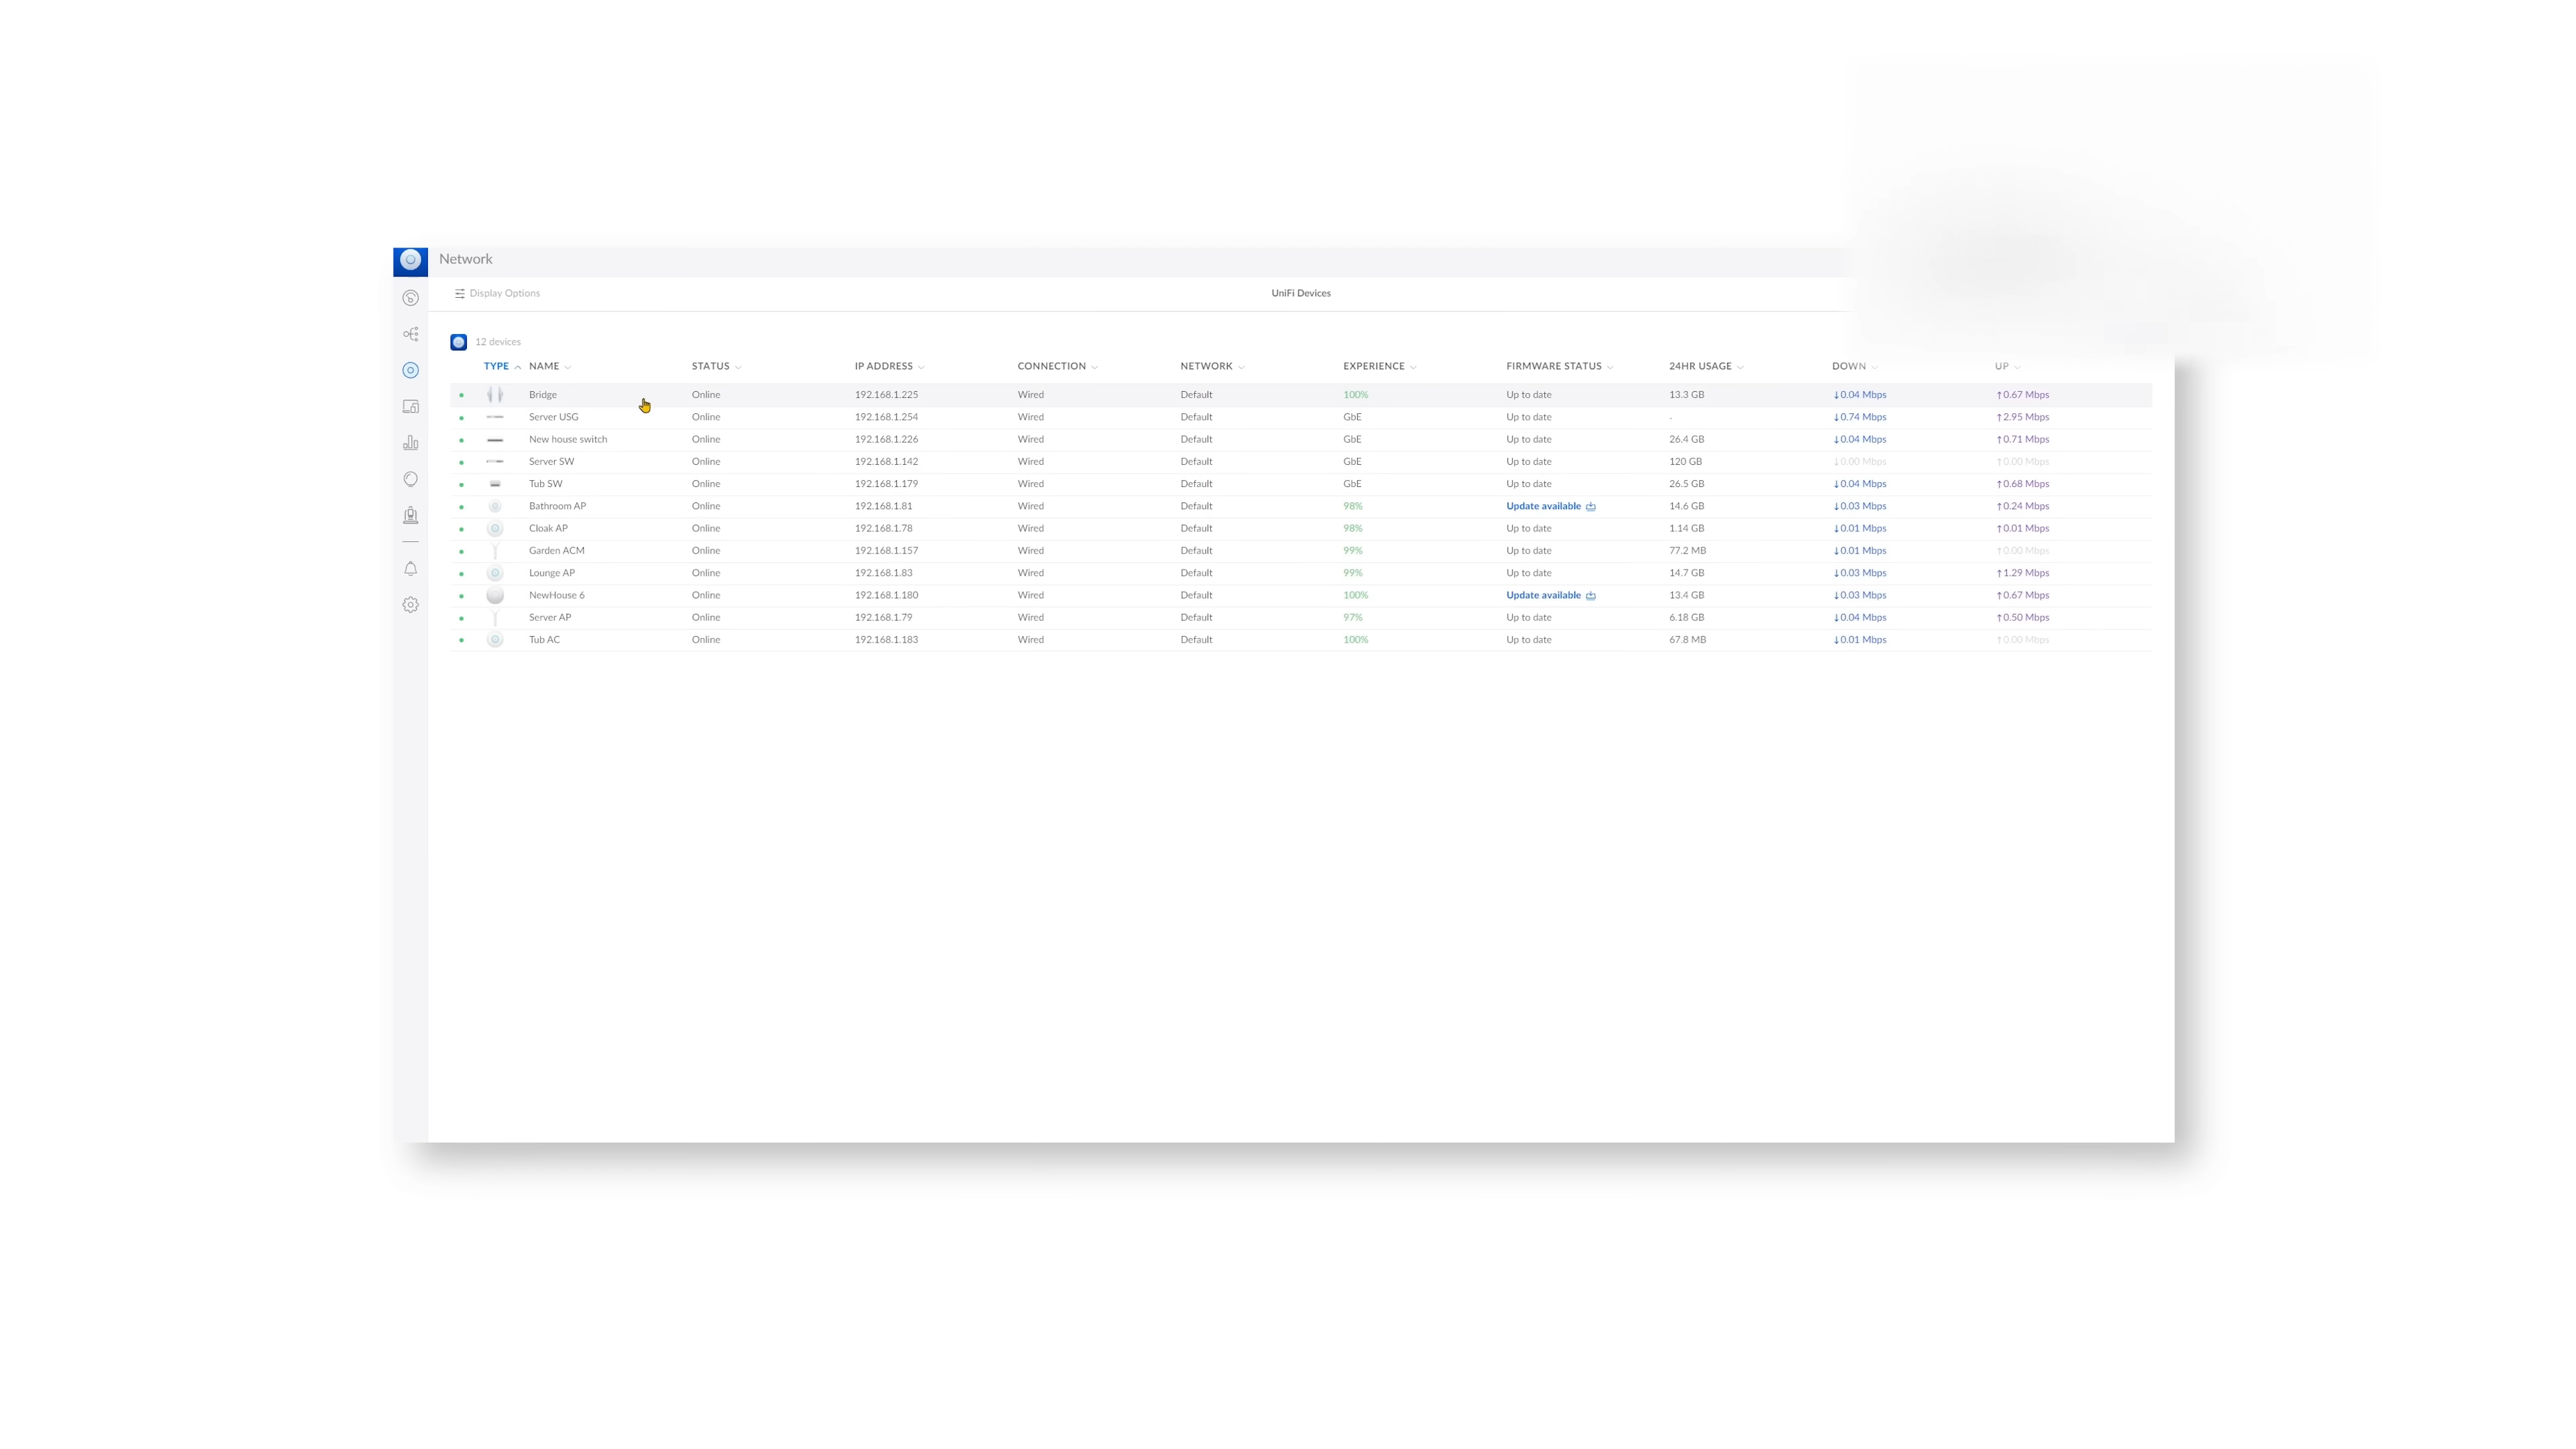 Network
Display Options UniFi Devices
12 devices
TYPE NAME STATUS IP ADDRESS CONNECTION NETWORK EXPERIENCE FIRMWARE STATUS 24HR USAGE DOWN UP
Bridge Online 192.168.1.225 Wired Default 100% Up to date 13.3 GB ↓0.04 Mbps ↑0.67 Mbps
Server USG Online 192.168.1.254 Wired Default GbE Up to date - ↓0.74 Mbps ↑2.95 Mbps
New house switch Online 192.168.1.226 Wired Default GbE Up to date 26.4 GB ↓0.04 Mbps ↑0.71 Mbps
Server SW Online 192.168.1.142 Wired Default GbE Up to date 120 GB ↓0.00 Mbps ↑0.00 Mbps
Tub SW Online 192.168.1.179 Wired Default GbE Up to date 26.5 GB ↓0.04 Mbps ↑0.68 Mbps
Bathroom AP Online 192.168.1.81 Wired Default 98% Update available 14.6 GB ↓0.03 Mbps ↑0.24 Mbps
Cloak AP Online 192.168.1.78 Wired Default 98% Up to date 1.14 GB ↓0.01 Mbps ↑0.01 Mbps
Garden ACM Online 192.168.1.157 Wired Default 99% Up to date 77.2 MB ↓0.01 Mbps ↑0.00 Mbps
Lounge AP Online 192.168.1.83 Wired Default 99% Up to date 14.7 GB ↓0.03 Mbps ↑1.29 Mbps
NewHouse 6 Online 192.168.1.180 Wired Default 100% Update available 13.4 GB ↓0.03 Mbps ↑0.67 Mbps
Server AP Online 192.168.1.79 Wired Default 97% Up to date 6.18 GB ↓0.04 Mbps ↑0.50 Mbps
Tub AC Online 192.168.1.183 Wired Default 100% Up to date 67.8 MB ↓0.01 Mbps ↑0.00 Mbps